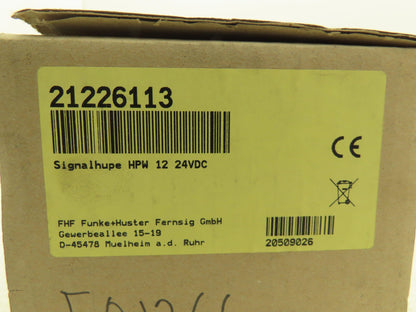 21226113
Signalhupe HPW 12 24VDC
CE
FHF Funke+Huster Fernsig GmbH
Gewerbeallee 15-19
D-45478 Muelheim a.d. Ruhr
20509026